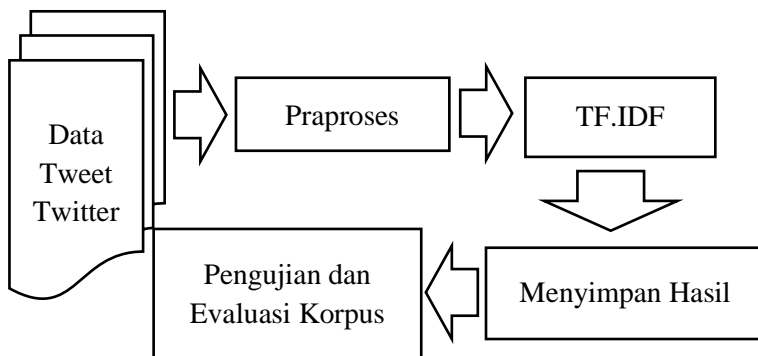 Data
Tweet
Twitter
Praproses
TF.IDF
Menyimpan Hasil
Pengujian dan
Evaluasi Korpus